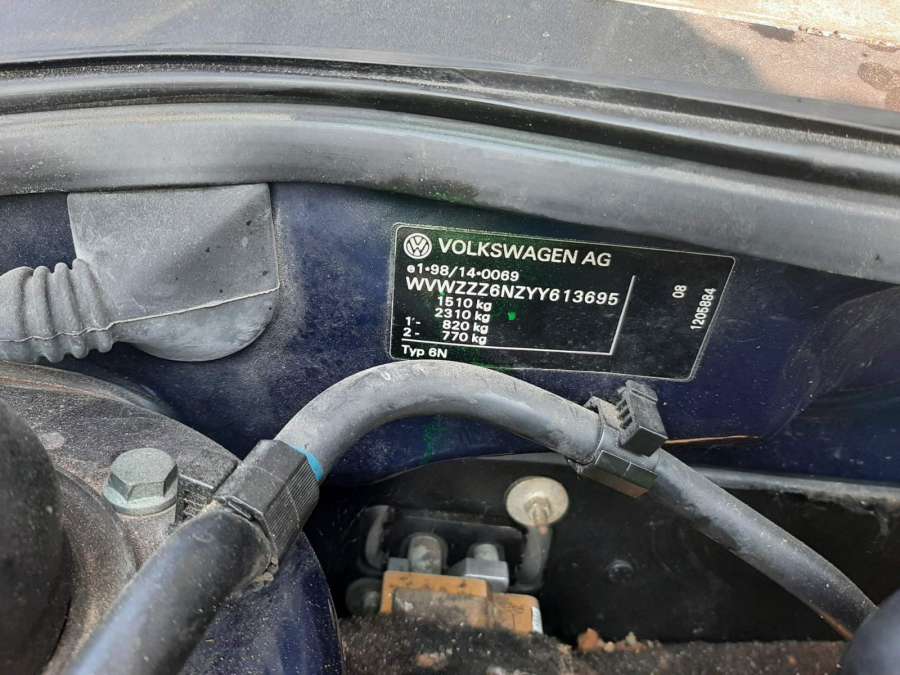 VOLKSWAGEN AG
e1•98/14•0069
WVWZZZ6NZYY613695
1510 kg
2310 kg
1- 820 kg
2- 770 kg
Typ 6N
08
1205884